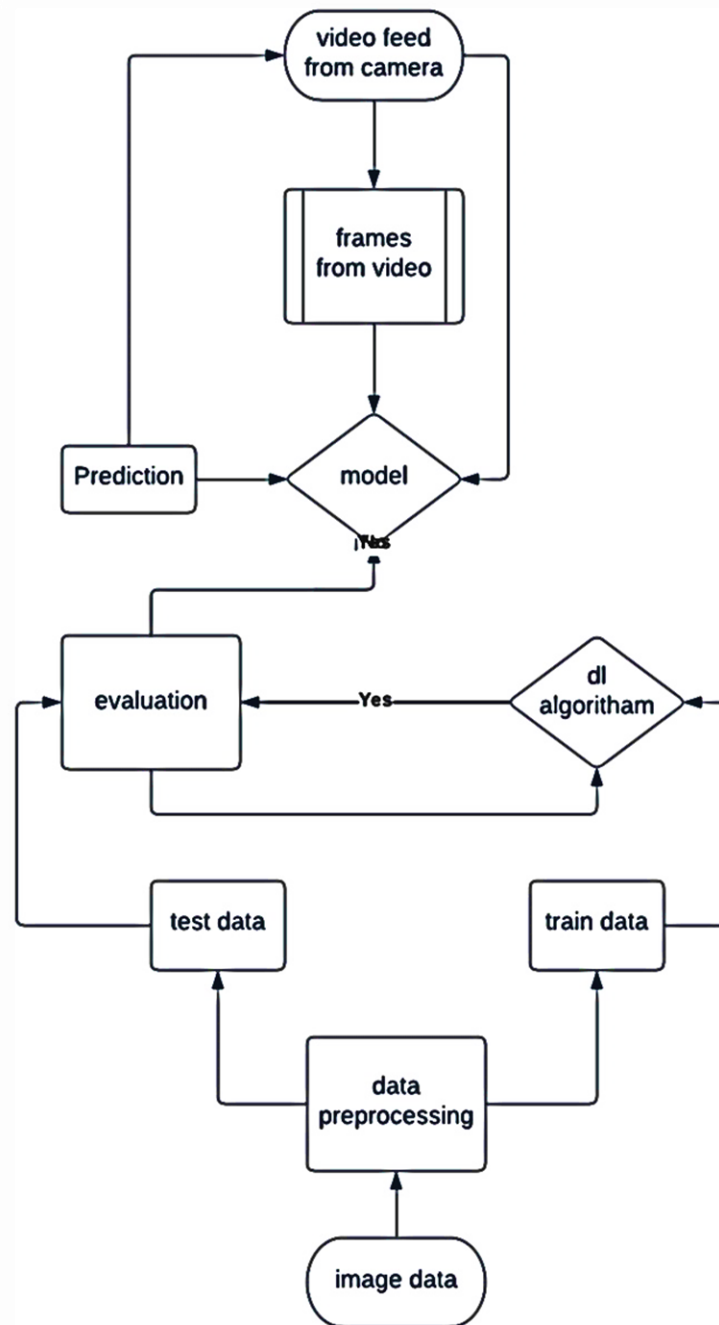 video feed
from camera
frames
from video
Prediction
model
evaluation
Yes
dl
algoritham
test data
train data
data
preprocessing
image data